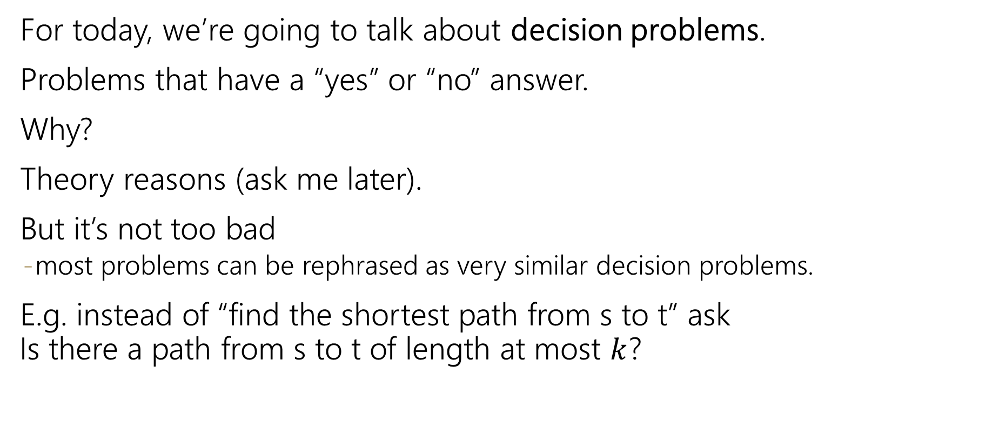 For today, we’re going to talk about decision problems.
Problems that have a “yes” or “no” answer.
Why?
Theory reasons (ask me later).
But it’s not too bad
-most problems can be rephrased as very similar decision problems.
E.g. instead of “find the shortest path from s to t” ask
Is there a path from s to t of length at most 𝑘?